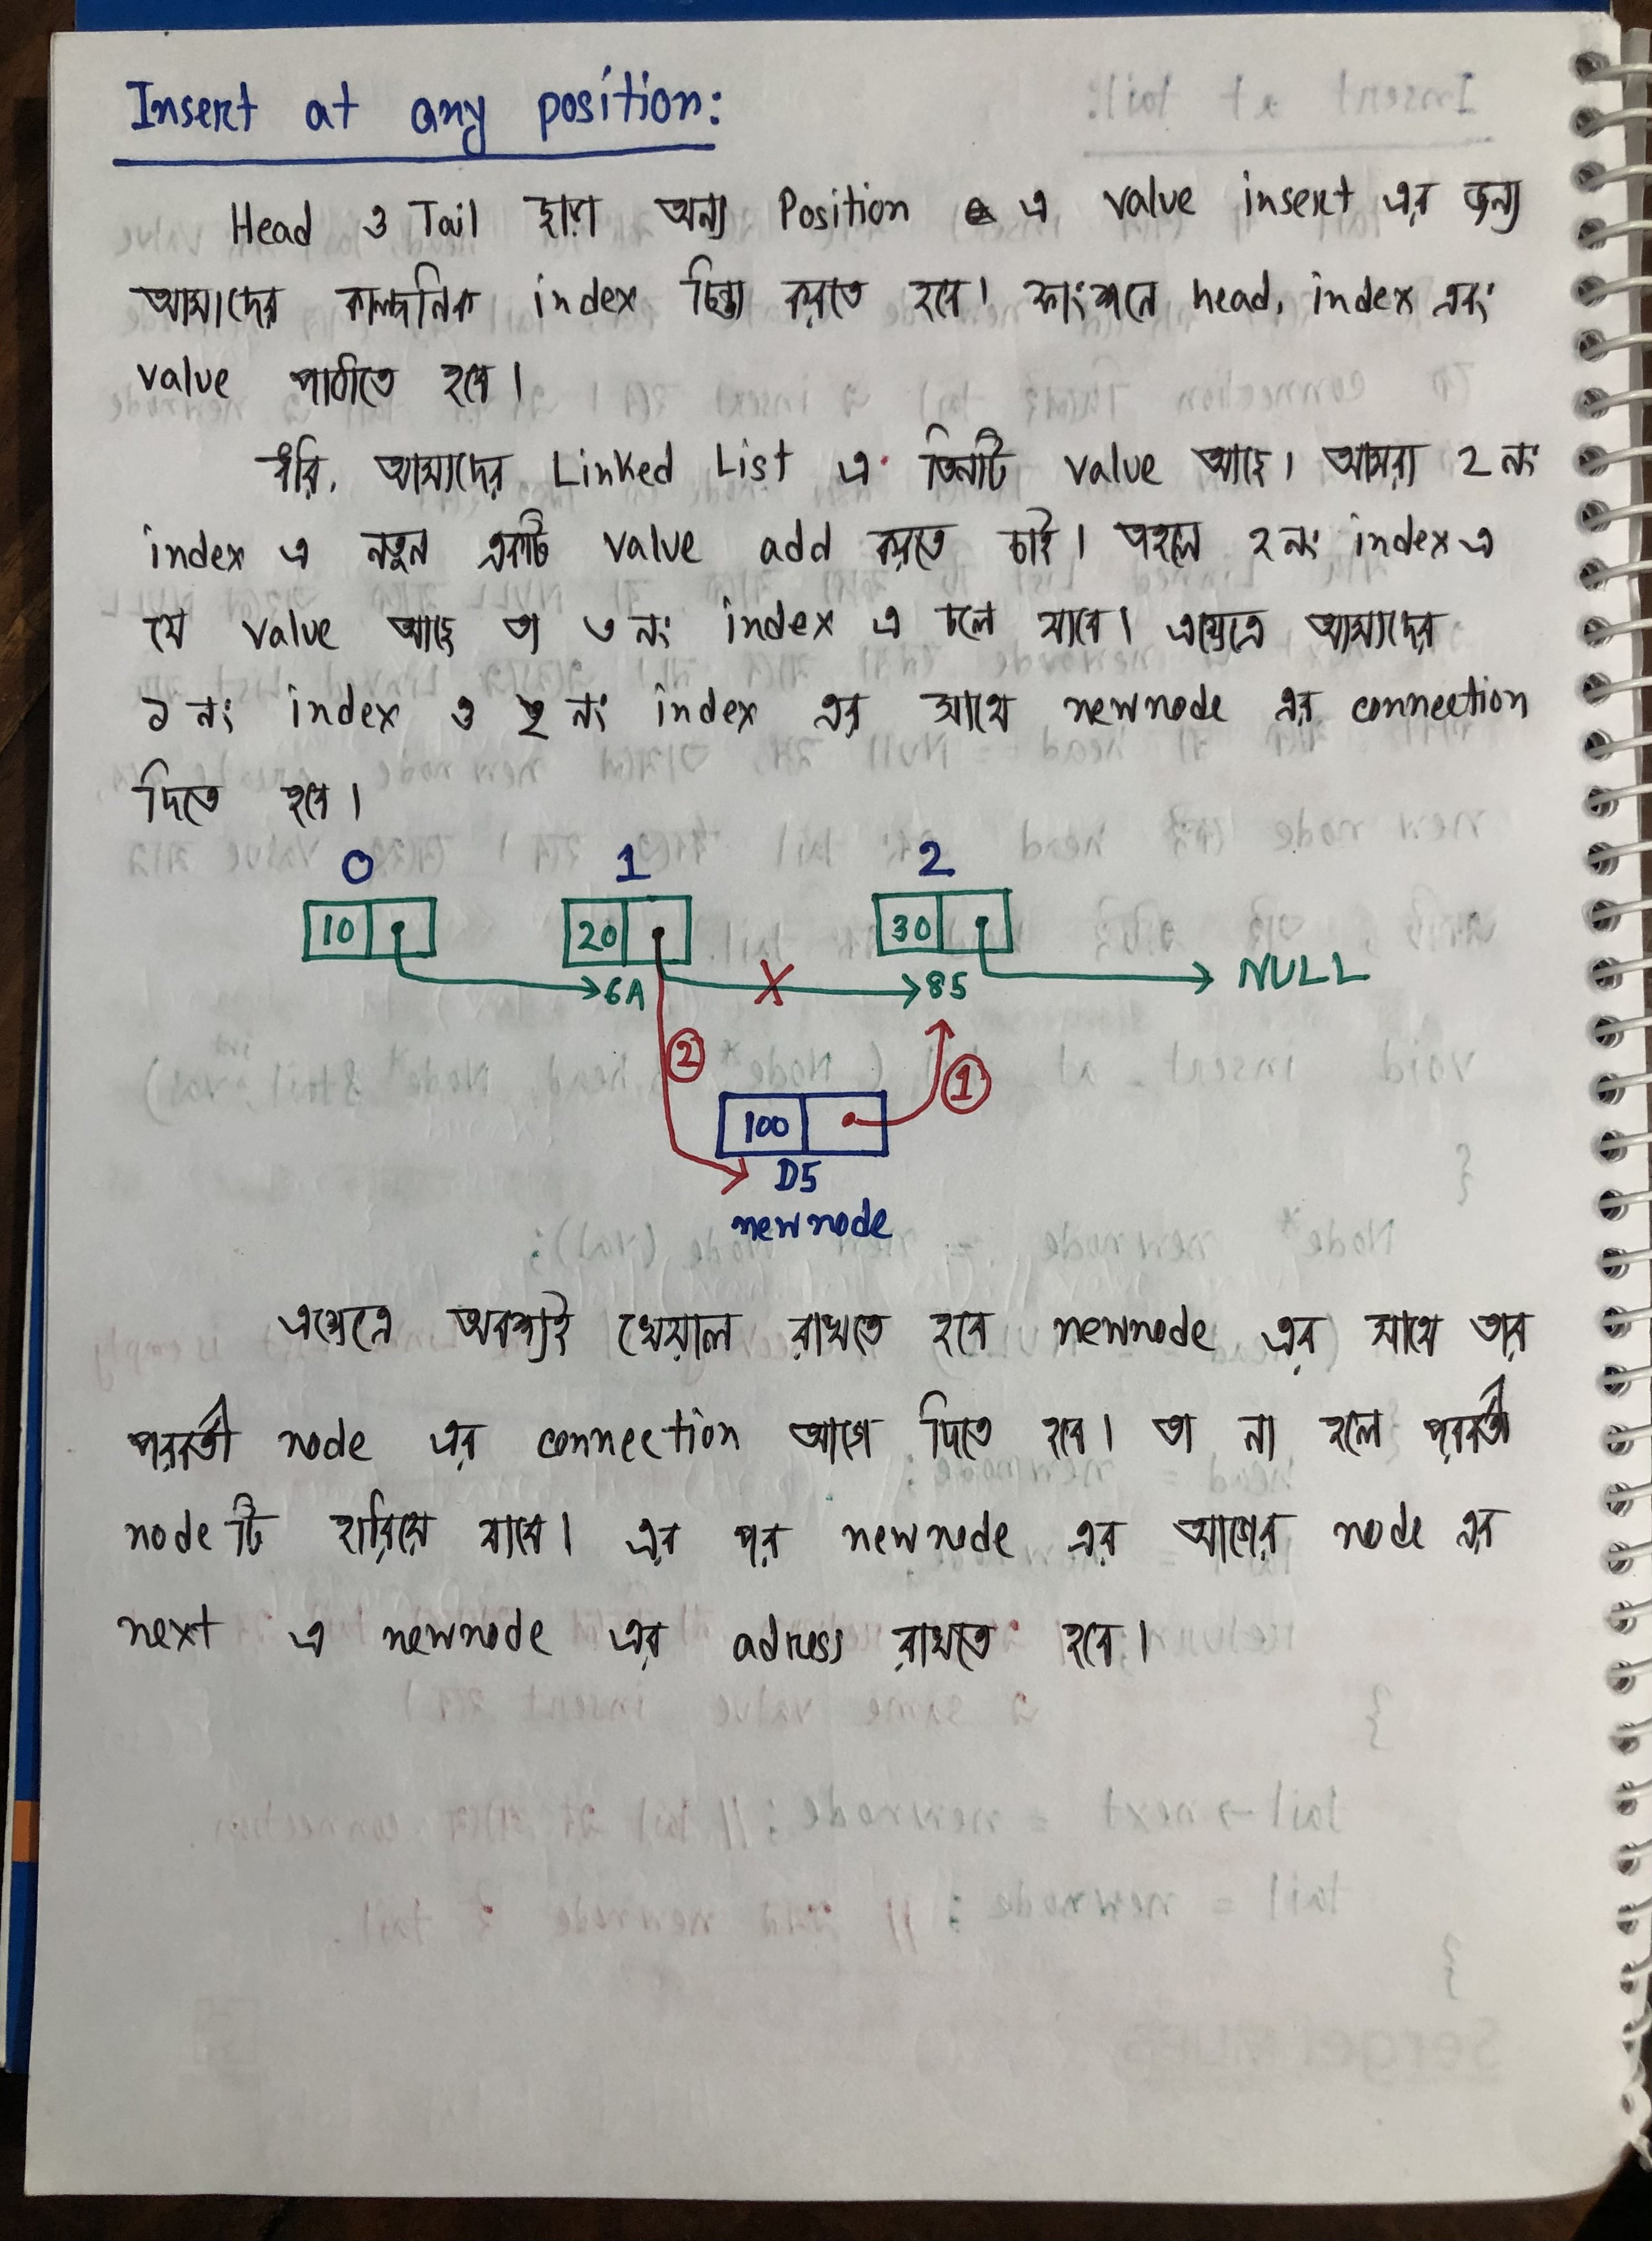 Insert at any position:
Head ও Tail ছাড়া অন্য Position এ value insert এর জন্য
আমাদের কাল্পনিক index চিন্তা করতে হবে। ফাংশনে head, index এবং
value পাঠাতে হবে।
ধরি, আমাদের Linked List এ তিনটি value আছে। আমরা 2 নং
index এ নতুন একটি value add করতে চাই। তাহলে ২ নং index এ
যে value আছে তা ৩ নং index এ চলে যাবে। এক্ষেত্রে আমাদের
১ নং index ও ২ নং index এর সাথে newnode এর connection
দিতে হবে।
0 1 2
10 20 30
6A X 85 NULL
2 1
100
D5
newnode
এক্ষেত্রে অবশ্যই খেয়াল রাখতে হবে newnode এর সাথে তার
পরবর্তী node এর connection আগে দিতে হবে। তা না হলে পরবর্তী
node টি হারিয়ে যাবে। এর পর newnode এর আগের node এর
next এ newnode এর adress রাখতে হবে।